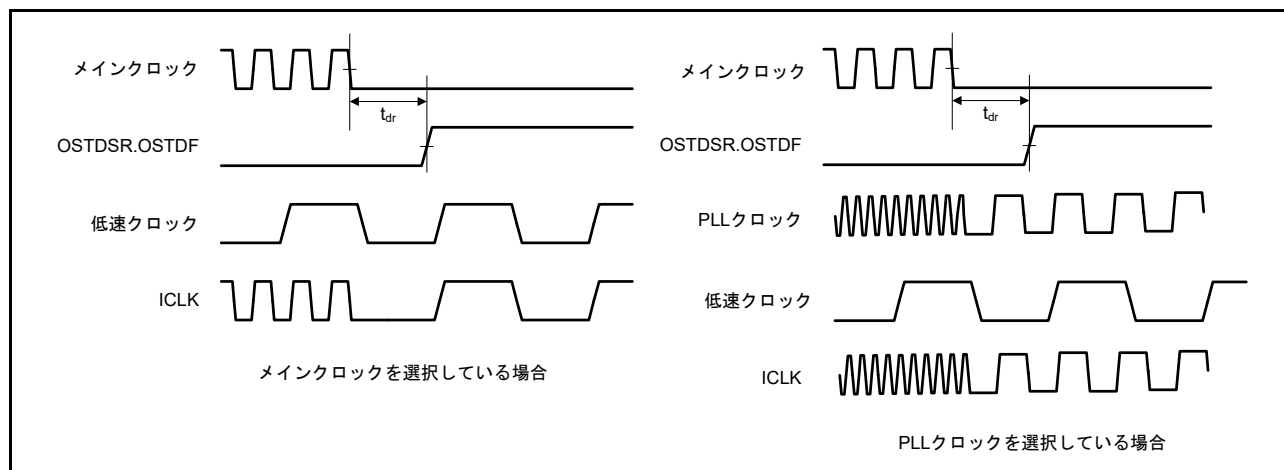 メインクロック
tdr
OSTDSR.OSTDF
低速クロック
ICLK
メインクロックを選択している場合
メインクロック
tdr
OSTDSR.OSTDF
PLLクロック
低速クロック
ICLK
PLLクロックを選択している場合